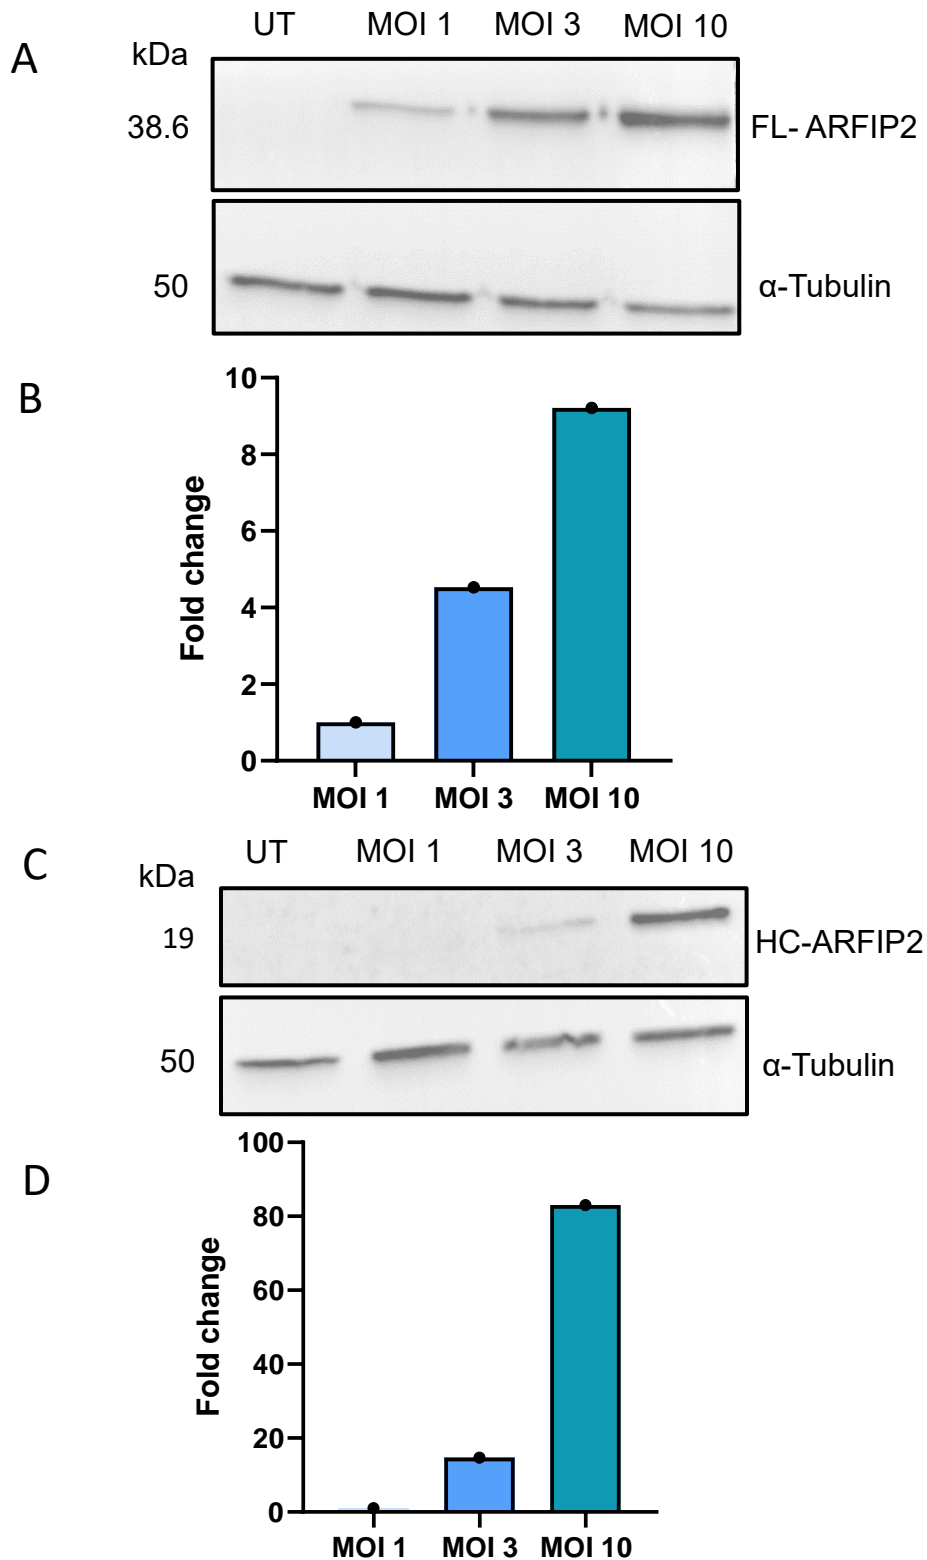 UT MOI 1 MOI 3 MOI 10
A
kDa
38.6
FL- ARFIP2
50
α-Tubulin
B
10
8
6
4
2
0
Fold change
MOI 1 MOI 3 MOI 10
UT MOI 1 MOI 3 MOI 10
C
kDa
19
HC-ARFIP2
50
α-Tubulin
D
100
80
60
40
20
0
Fold change
MOI 1 MOI 3 MOI 10